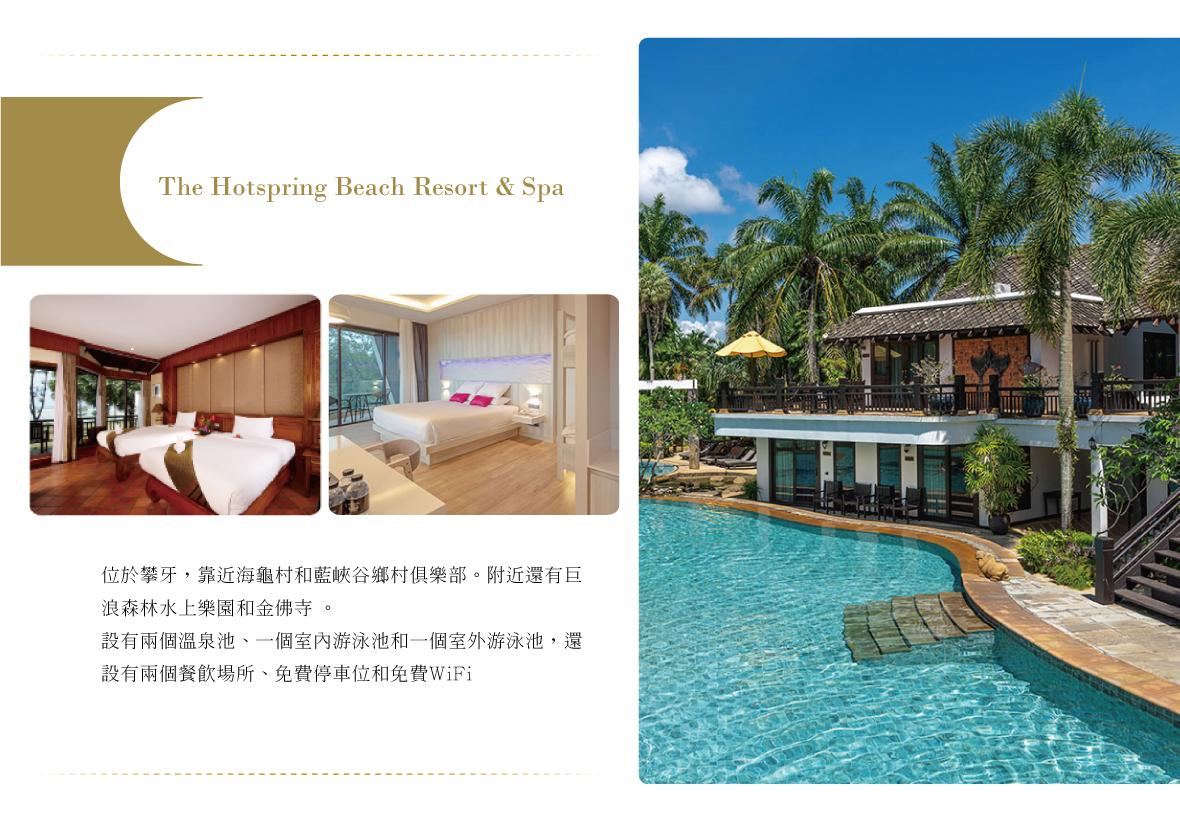 The Hotspring Beach Resort & Spa
位於攀牙，靠近海龜村和藍峽谷鄉村俱樂部。附近還有巨
浪森林水上樂園和金佛寺 。
設有兩個溫泉池、一個室內游泳池和一個室外游泳池，還
設有兩個餐飲場所、免費停車位和免費WiFi